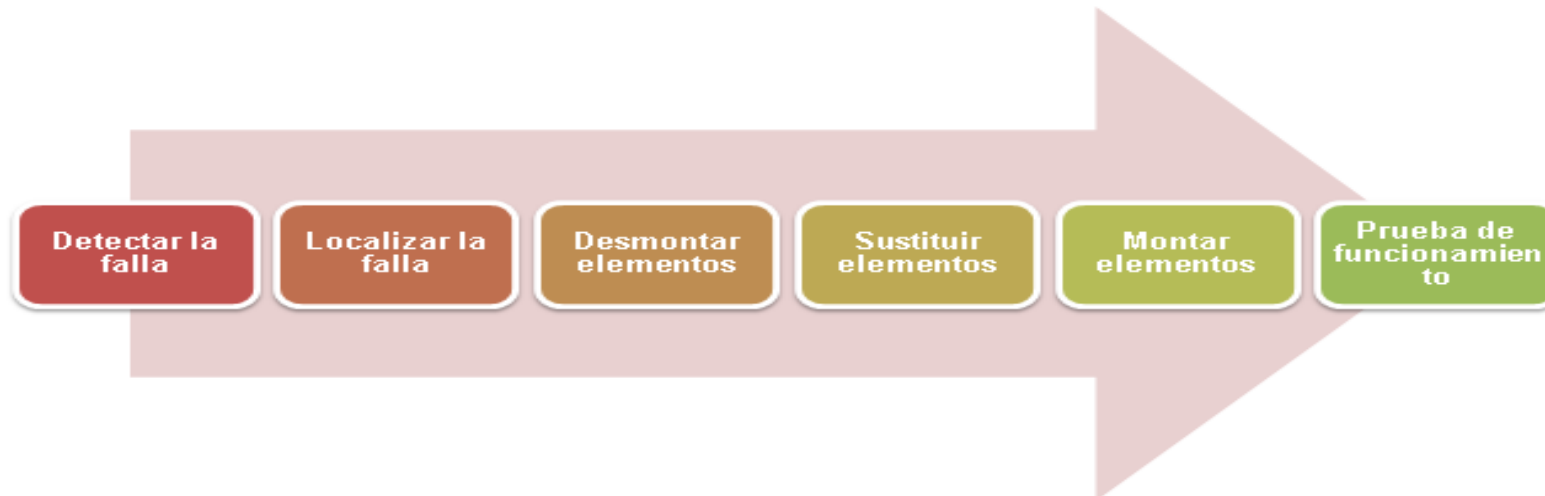 Detectar la
falla
Localizar la
falla
Desmontar
elementos
Sustituir
elementos
Montar
elementos
Prueba de
funcionamien
to